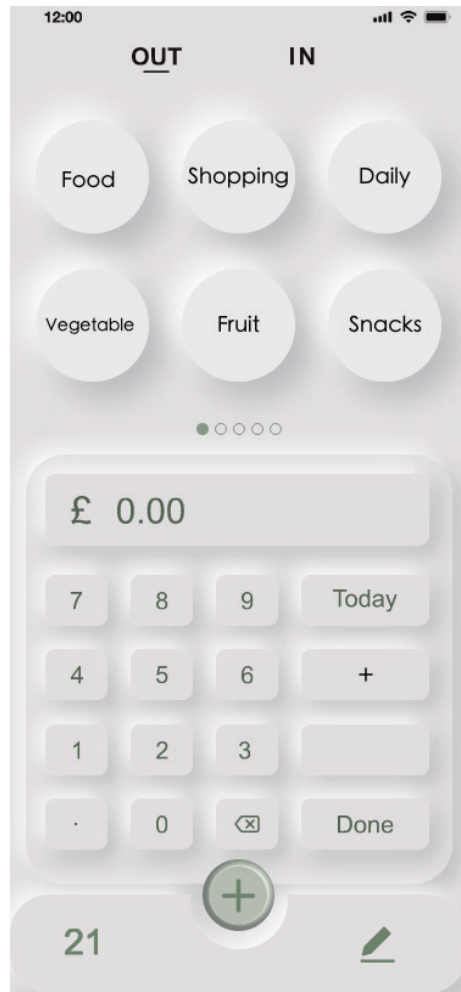 12:00
OUT IN
Food Shopping Daily
Vegetable Fruit Snacks
£ 0.00
7 8 9 Today
4 5 6 +
1 2 3
. 0 Done
+
21